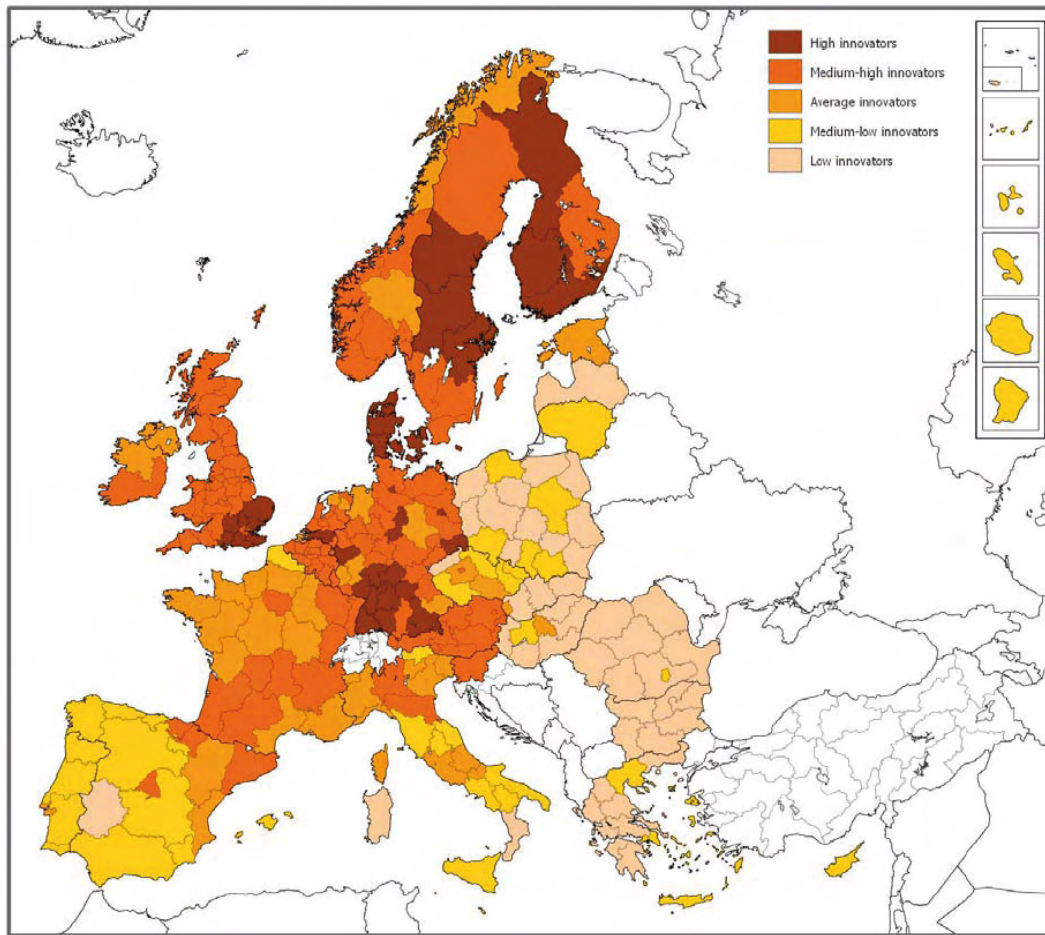 High innovators
Medium-high innovators
Average innovators
Medium-low innovators
Low innovators